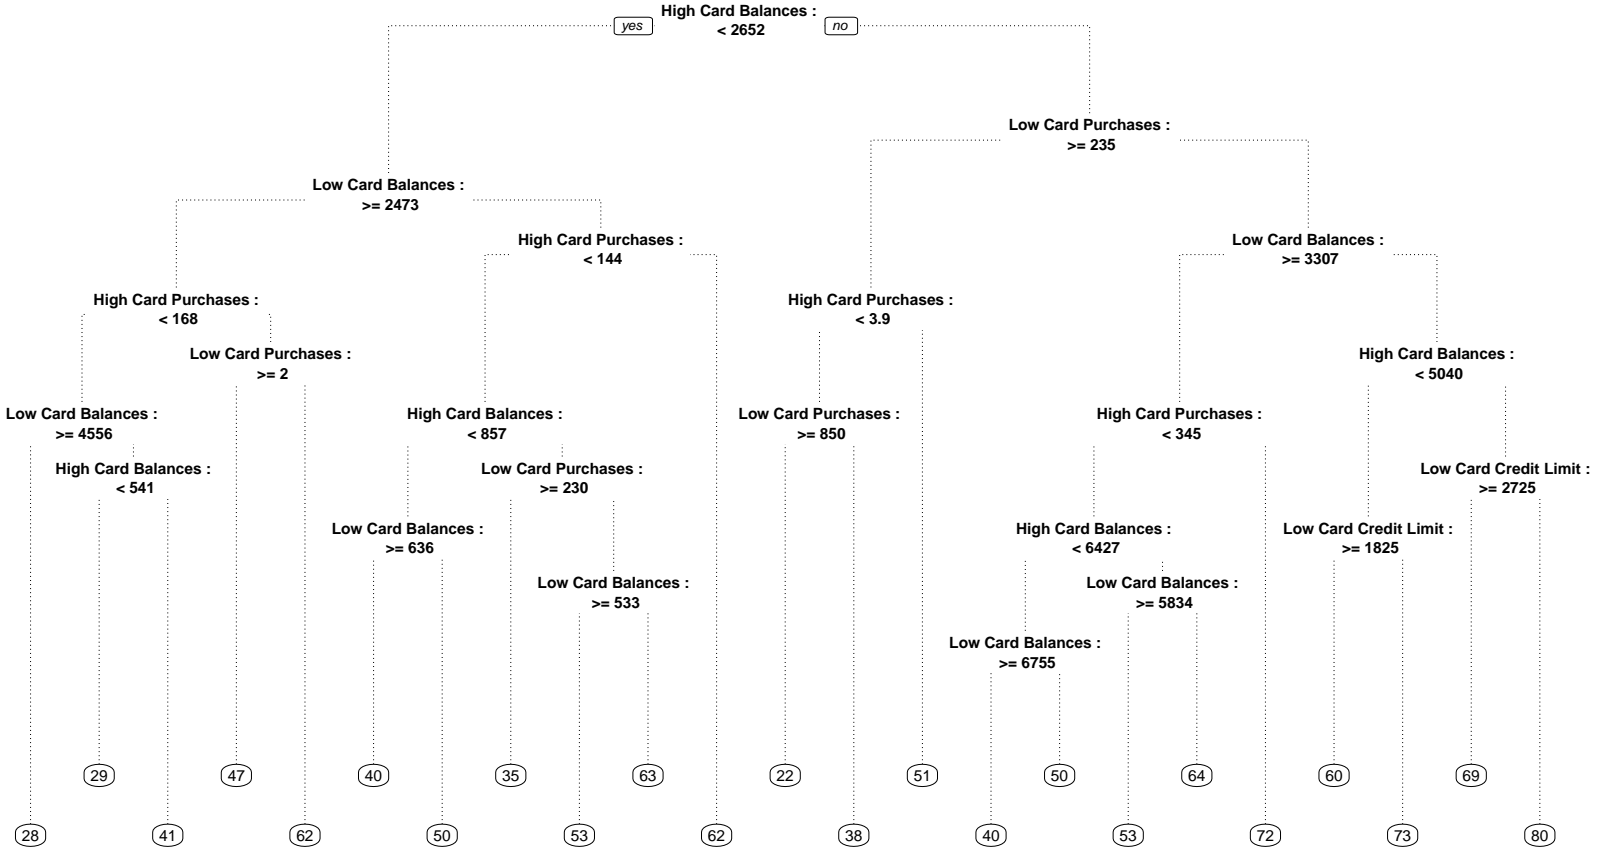 High Card Balances :
yes
no
< 2652
Low Card Purchases :
>= 235
Low Card Balances :
>= 2473
High Card Purchases :
< 144
Low Card Balances :
>= 3307
High Card Purchases :
< 168
High Card Purchases :
< 3.9
Low Card Purchases :
>= 2
High Card Balances :
< 5040
Low Card Balances :
>= 4556
High Card Balances :
< 857
Low Card Purchases :
>= 850
High Card Purchases :
< 345
High Card Balances :
< 541
Low Card Purchases :
>= 230
Low Card Credit Limit :
>= 2725
Low Card Balances :
>= 636
High Card Balances :
< 6427
Low Card Credit Limit :
>= 1825
Low Card Balances :
>= 533
Low Card Balances :
>= 5834
Low Card Balances :
>= 6755
29
47
40
35
63
22
51
50
64
60
69
28
41
62
50
53
62
38
40
53
72
73
80